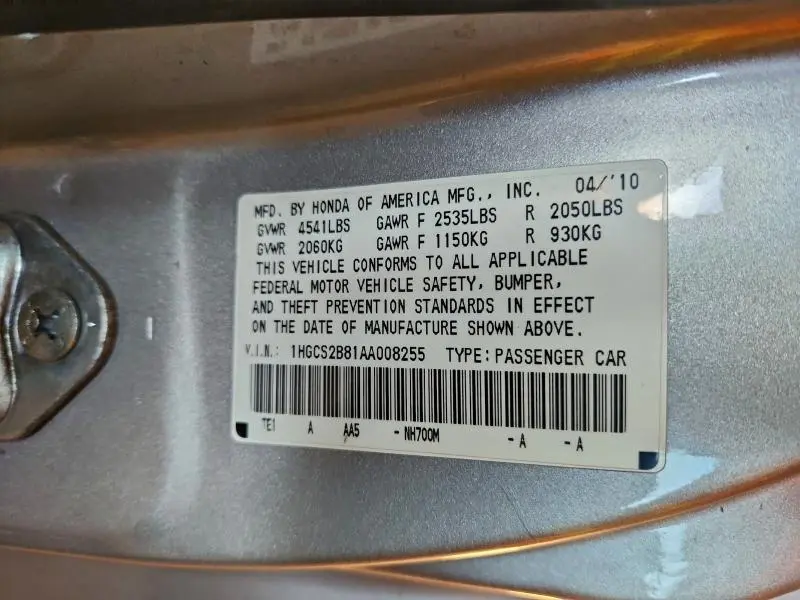 MFD. BY HONDA OF AMERICA MFG., INC. 04/'10
GVWR 4541LBS GAWR F 2535LBS R 2050LBS
GVWR 2060KG GAWR F 1150KG R 930KG
THIS VEHICLE CONFORMS TO ALL APPLICABLE
FEDERAL MOTOR VEHICLE SAFETY, BUMPER,
AND THEFT PREVENTION STANDARDS IN EFFECT
ON THE DATE OF MANUFACTURE SHOWN ABOVE.
V.I.N.: 1HGCS2B81AA008255 TYPE: PASSENGER CAR
TE1 A AA5 - NH700M - A - A